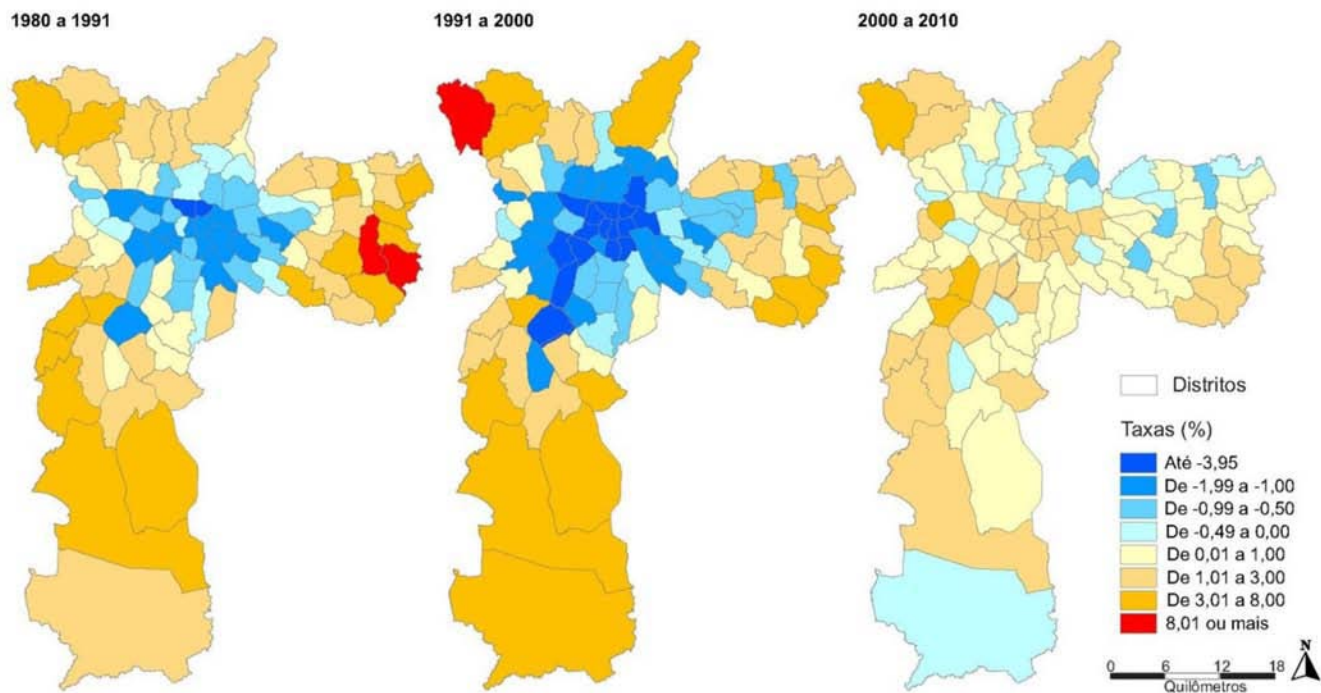 1980 a 1991
1991 a 2000
2000 a 2010
Distritos
Taxas (%)
Até -3,95
De -1,99 a -1,00
De -0,99 a -0,50
De -0,49 a 0,00
De 0,01 a 1,00
De 1,01 a 3,00
De 3,01 a 8,00
8,01 ou mais
N
0 6 12 18
Quilômetros